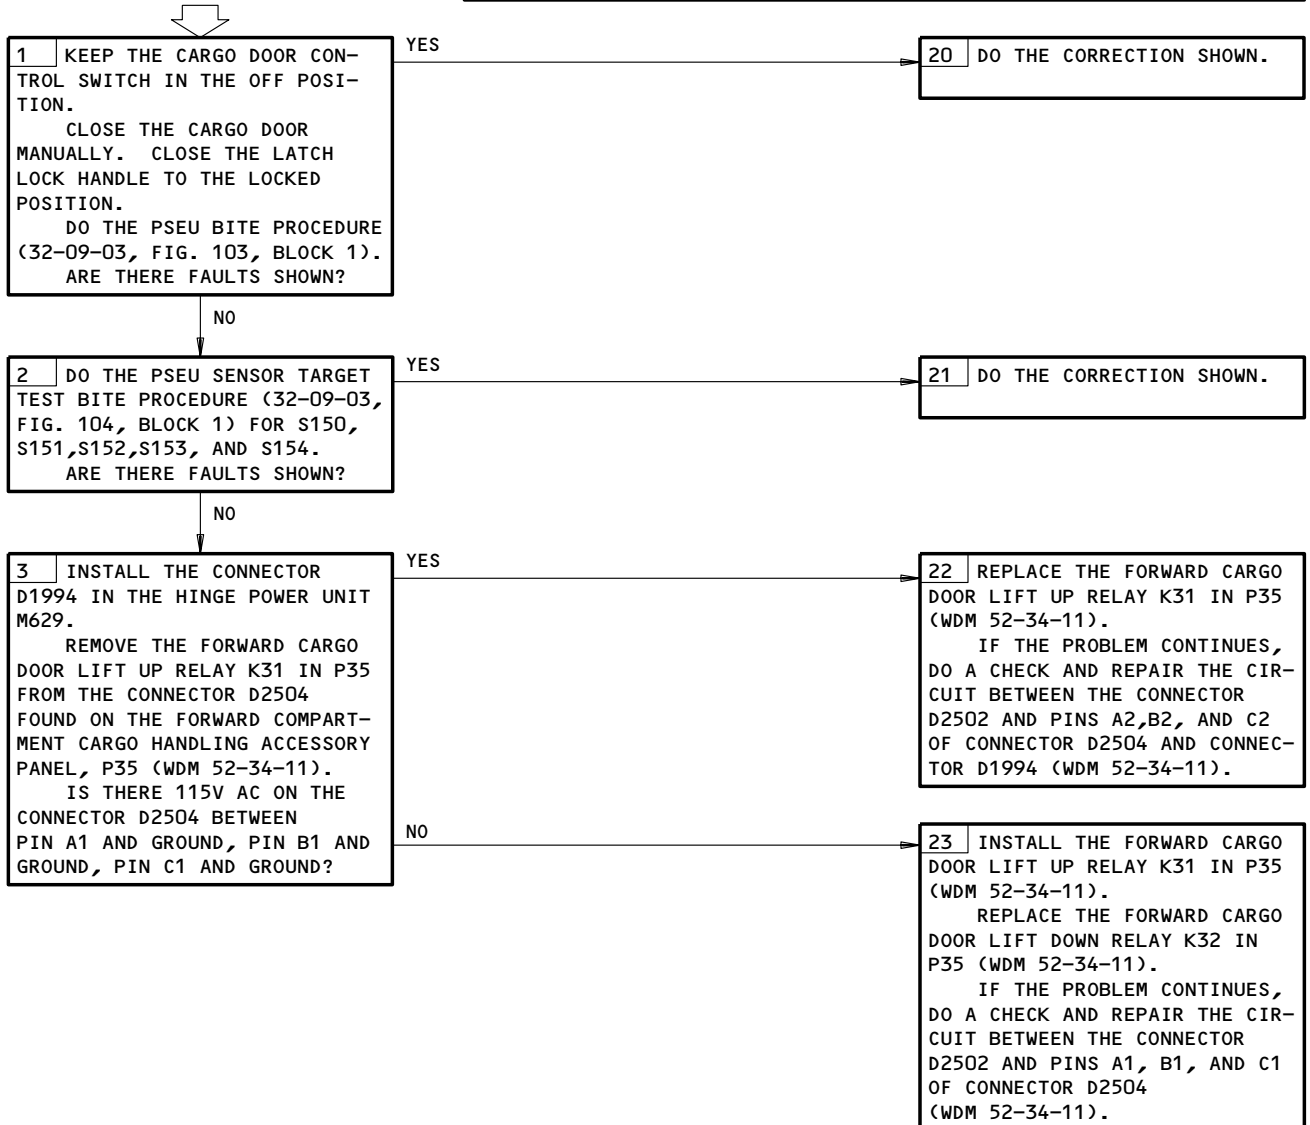 1 KEEP THE CARGO DOOR CON-
TROL SWITCH IN THE OFF POSI-
TION.
CLOSE THE CARGO DOOR
MANUALLY. CLOSE THE LATCH
LOCK HANDLE TO THE LOCKED
POSITION.
DO THE PSEU BITE PROCEDURE
(32-09-03, FIG. 103, BLOCK 1).
ARE THERE FAULTS SHOWN?
YES
20 DO THE CORRECTION SHOWN.
NO
2 DO THE PSEU SENSOR TARGET
TEST BITE PROCEDURE (32-09-03,
FIG. 104, BLOCK 1) FOR S150,
S151,S152,S153, AND S154.
ARE THERE FAULTS SHOWN?
YES
21 DO THE CORRECTION SHOWN.
NO
3 INSTALL THE CONNECTOR
D1994 IN THE HINGE POWER UNIT
M629.
REMOVE THE FORWARD CARGO
DOOR LIFT UP RELAY K31 IN P35
FROM THE CONNECTOR D2504
FOUND ON THE FORWARD COMPART-
MENT CARGO HANDLING ACCESSORY
PANEL, P35 (WDM 52-34-11).
IS THERE 115V AC ON THE
CONNECTOR D2504 BETWEEN
PIN A1 AND GROUND, PIN B1 AND
GROUND, PIN C1 AND GROUND?
YES
22 REPLACE THE FORWARD CARGO
DOOR LIFT UP RELAY K31 IN P35
(WDM 52-34-11).
IF THE PROBLEM CONTINUES,
DO A CHECK AND REPAIR THE CIR-
CUIT BETWEEN THE CONNECTOR
D2502 AND PINS A2,B2, AND C2
OF CONNECTOR D2504 AND CONNEC-
TOR D1994 (WDM 52-34-11).
NO
23 INSTALL THE FORWARD CARGO
DOOR LIFT UP RELAY K31 IN P35
(WDM 52-34-11).
REPLACE THE FORWARD CARGO
DOOR LIFT DOWN RELAY K32 IN
P35 (WDM 52-34-11).
IF THE PROBLEM CONTINUES,
DO A CHECK AND REPAIR THE CIR-
CUIT BETWEEN THE CONNECTOR
D2502 AND PINS A1, B1, AND C1
OF CONNECTOR D2504
(WDM 52-34-11).